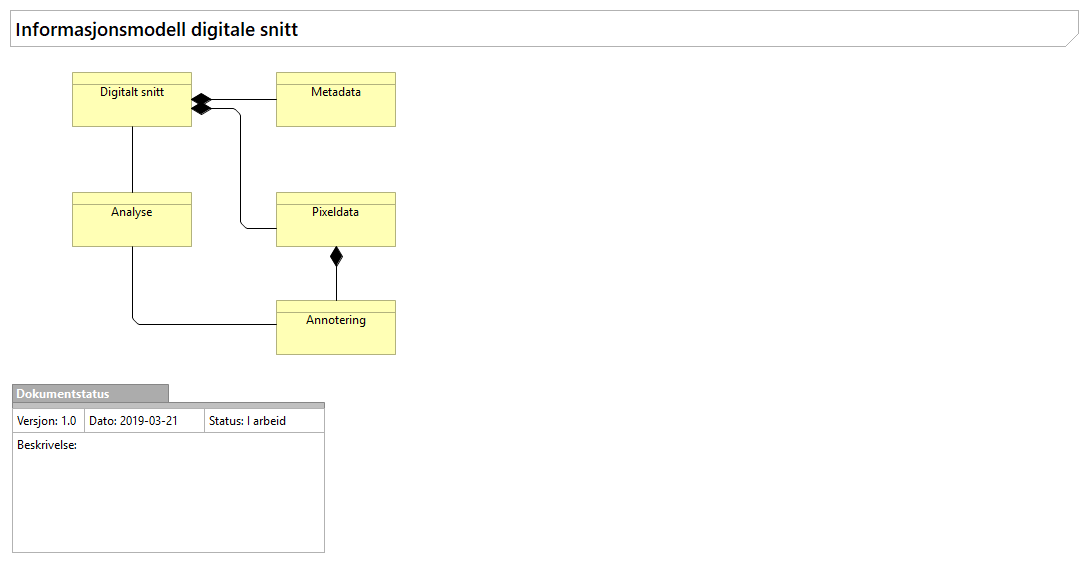 Informasjonsmodell digitale snitt
Digitalt snitt
Metadata
Analyse
Pixeldata
Annotering
Dokumentstatus
Versjon: 1.0 Dato: 2019-03-21 Status: I arbeid
Beskrivelse: